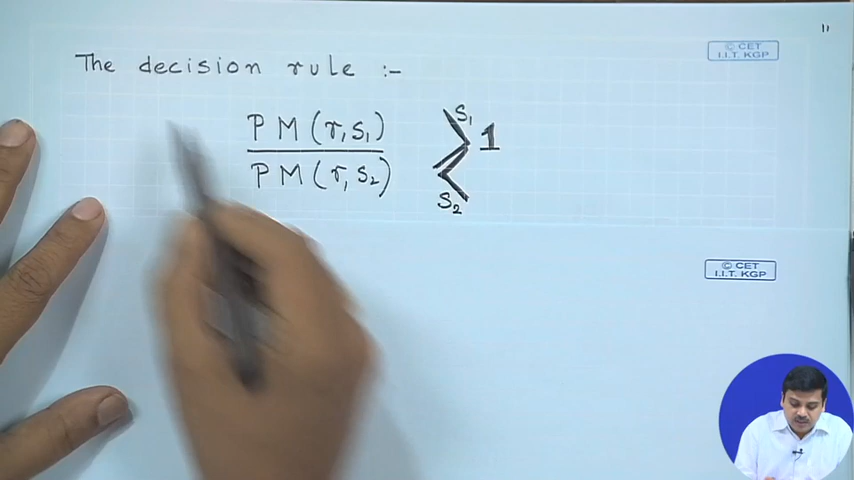 The decision rule :-
11
© CET
I.I.T. KGP
PM(r,s1)
PM(r,s2)
> s1
< s2
1
© CET
I.I.T. KGP